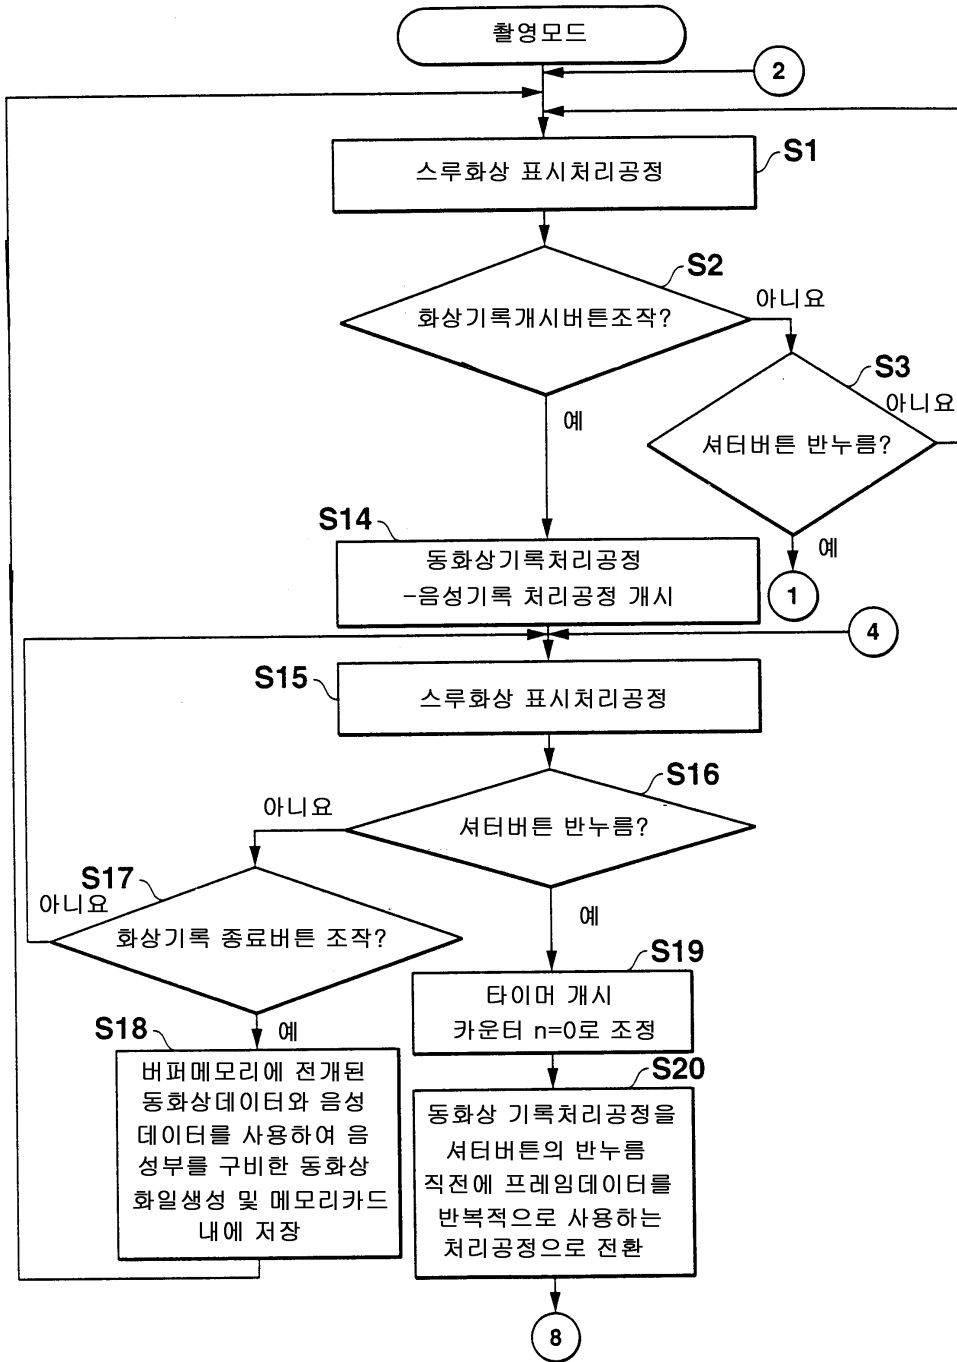 촬영모드
2
S1
스루화상 표시처리공정
S2
화상기록개시버튼조작?
아니요
예
S3
아니요
셔터버튼 반누름?
예
1
S14
동화상기록처리공정
-음성기록 처리공정 개시
4
S15
스루화상 표시처리공정
S16
아니요
셔터버튼 반누름?
예
S17
아니요
화상기록 종료버튼 조작?
예
S18
버퍼메모리에 전개된
동화상데이터와 음성
데이터를 사용하여 음
성부를 구비한 동화상
화일생성 및 메모리카드
내에 저장
S19
타이머 개시
카운터 n=0로 조정
S20
동화상 기록처리공정을
셔터버튼의 반누름
직전에 프레임데이터를
반복적으로 사용하는
처리공정으로 전환
8